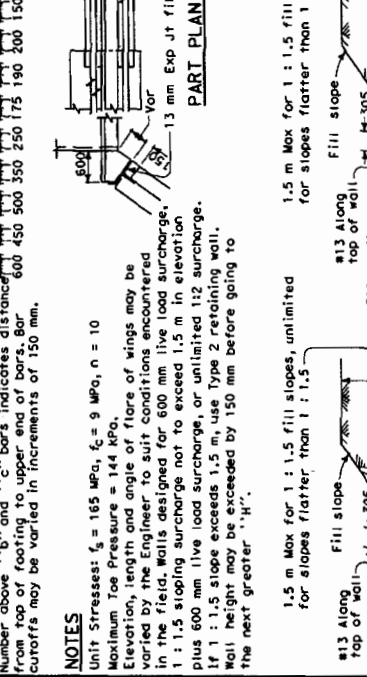 Number above "b" and "c" bars indicates distance
from top of footing to upper end of bars. Bar
cutoffs may be varied in increments of 150 mm.
600 450 500 350 250 175 190 200 150
NOTES
Unit Stresses: fs = 165 MPa, fc = 9 MPa, n = 10
Maximum Toe Pressure = 144 kPa.
Elevation, length and angle of flare of wings may be
varied by the Engineer to suit conditions encountered
in the field. Walls designed for 600 mm live load surcharge,
1 : 1.5 sloping surcharge not to exceed 1.5 m in elevation
plus 600 mm live load surcharge, or unlimited 1:2 surcharge.
If 1 : 1.5 slope exceeds 1.5 m, use Type 2 retaining wall.
Wall height may be exceeded by 150 mm before going to
the next greater "H".
600
Var
150
13 mm Exp Jt fil
PART PLAN
1.5 m Max for 1 : 1.5 fill slopes, unlimited
for slopes flatter than 1 : 1.5
Fill slope
#13 Along
top of wall
305
1.5 m Max for 1 : 1.5 fill
for slopes flatter than 1
Fill slope
#13 Along
top of wall
305